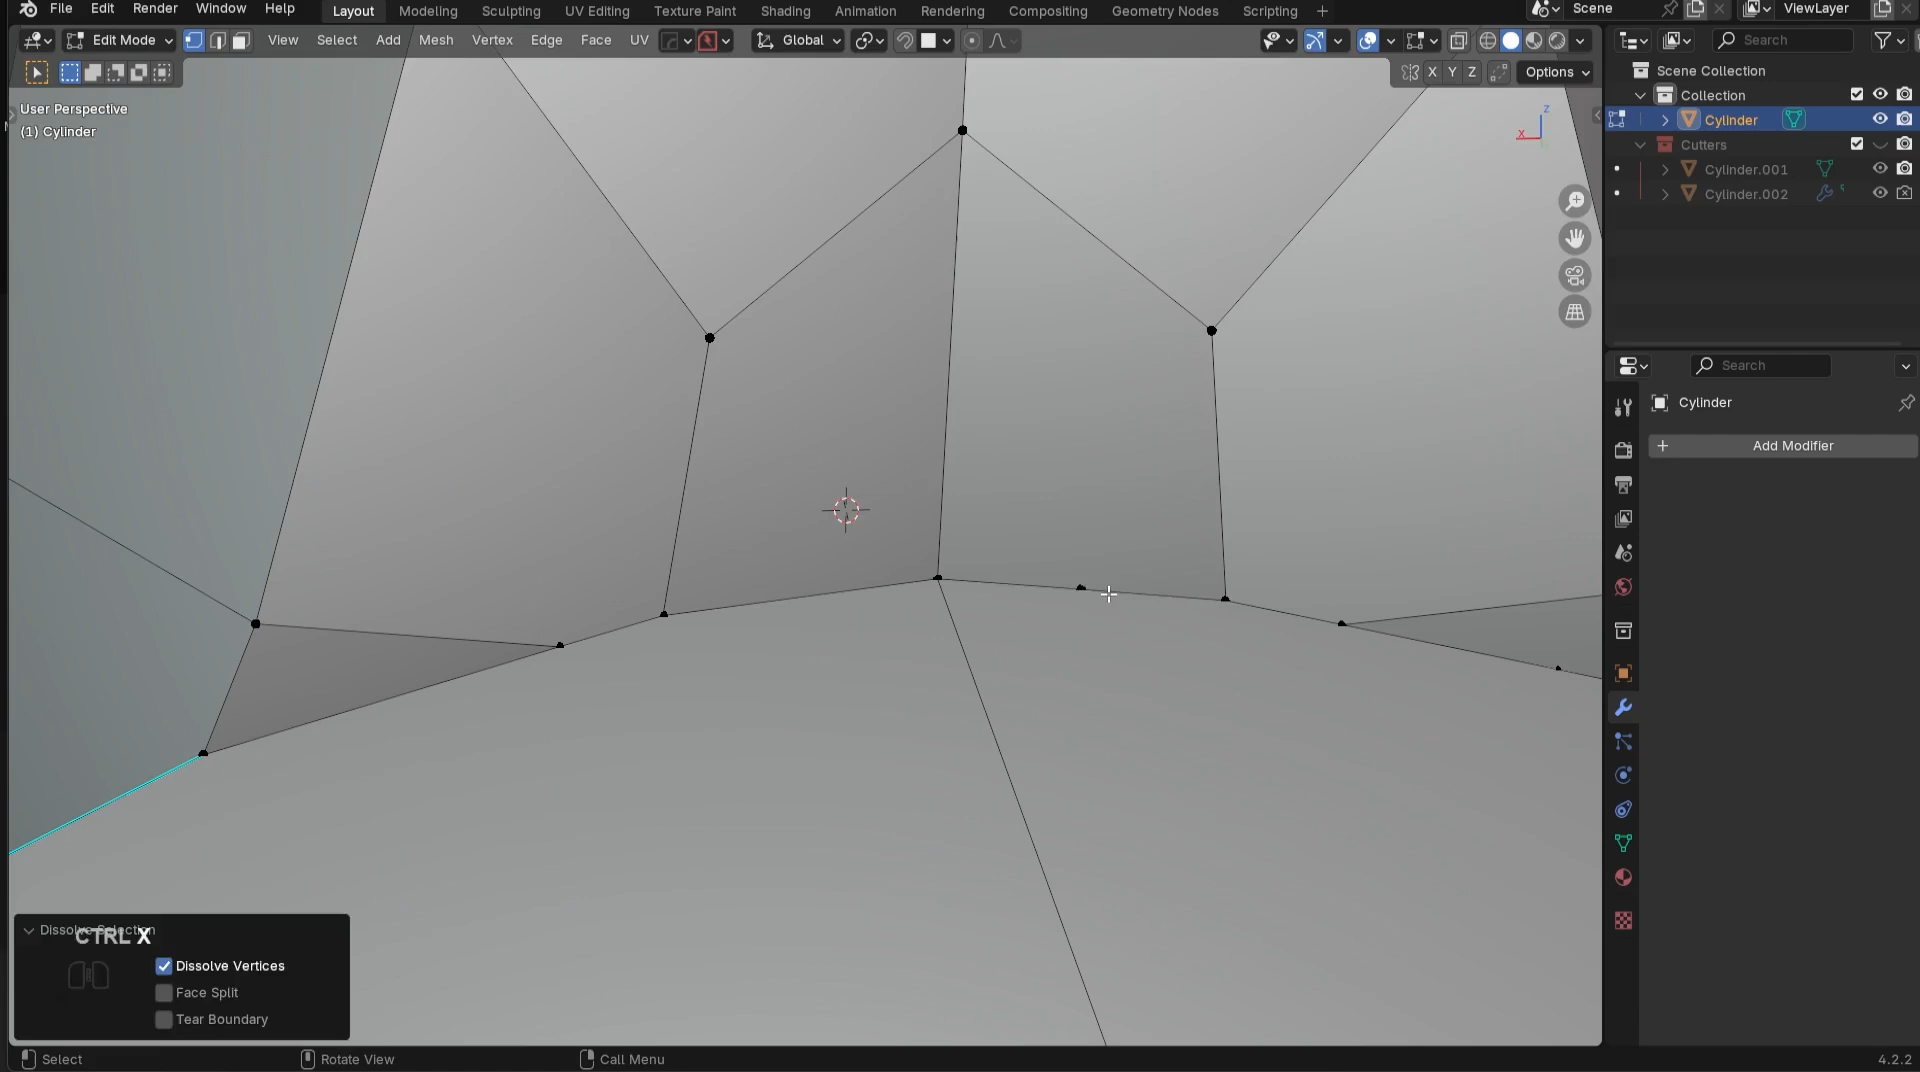 File Edit Render Window Help Layout Modeling Sculpting UV Editing Texture Paint Shading Animation Rendering Compositing Geometry Nodes Scripting + Scene ViewLayer
Edit Mode View Select Add Mesh Vertex Edge Face UV Global Search
X Y Z Options
User Perspective
(1) Cylinder
Z
X
Scene Collection
Collection
Cylinder
Cutters
Cylinder.001
Cylinder.002
Search
Cylinder
+ Add Modifier
Dissolve Selection
CTRL X
Dissolve Vertices
Face Split
Tear Boundary
Select Rotate View Call Menu 4.2.2